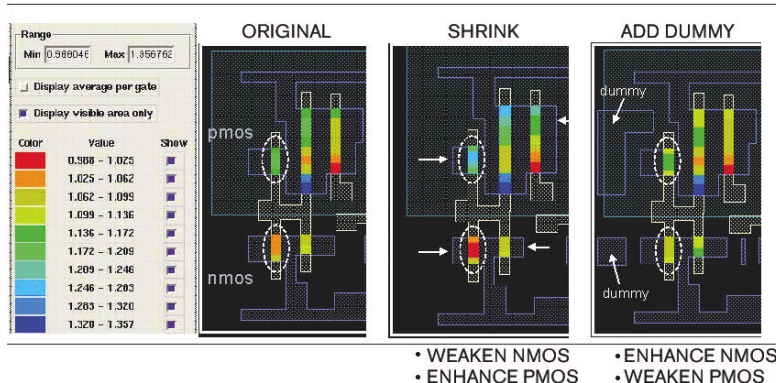 Range
Min 0.988046 Max 1.356762
Display average per gate
Display visible area only
Color Value Show
0.988 - 1.025
1.025 - 1.062
1.062 - 1.099
1.099 - 1.136
1.136 - 1.172
1.172 - 1.209
1.209 - 1.246
1.246 - 1.283
1.283 - 1.320
1.320 - 1.357
ORIGINAL
pmos
nmos
SHRINK
• WEAKEN NMOS
• ENHANCE PMOS
ADD DUMMY
dummy
dummy
• ENHANCE NMOS
• WEAKEN PMOS